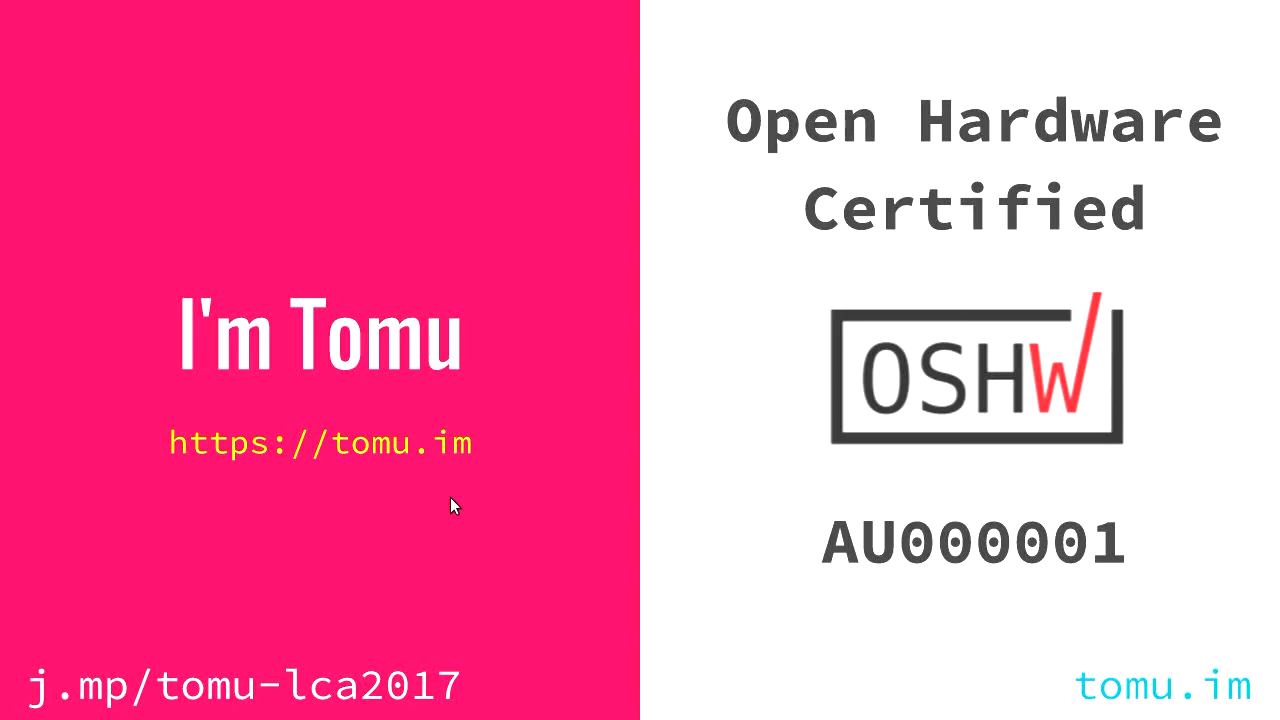 I'm Tomu
https://tomu.im
j.mp/tomu-lca2017
Open Hardware
Certified
OSHW
AU000001
tomu.im